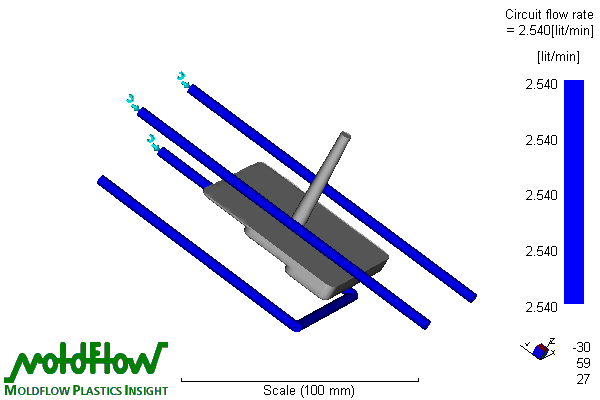 Circuit flow rate
= 2.540[lit/min]
[lit/min]
2.540
2.540
2.540
2.540
2.540
moldflow
MOLDFLOW PLASTICS INSIGHT
Scale (100 mm)
Y Z X
-30
59
27